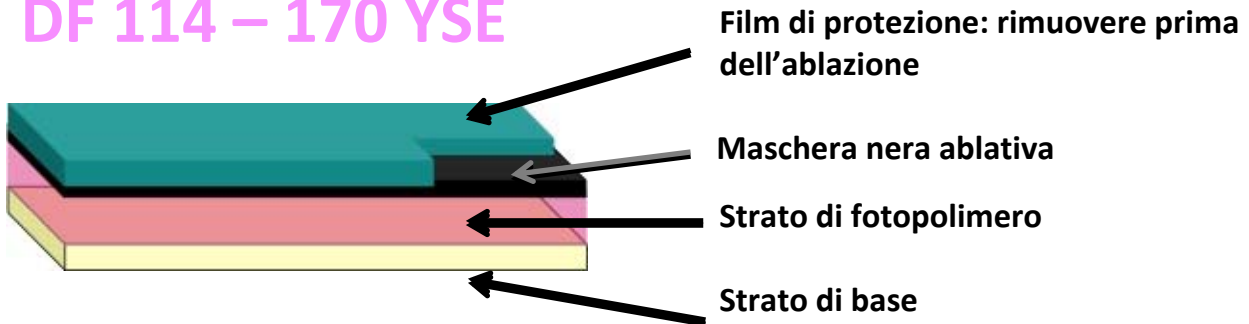 DF 114 – 170 YSE
Film di protezione: rimuovere prima
dell’ablazione
Maschera nera ablativa
Strato di fotopolimero
Strato di base